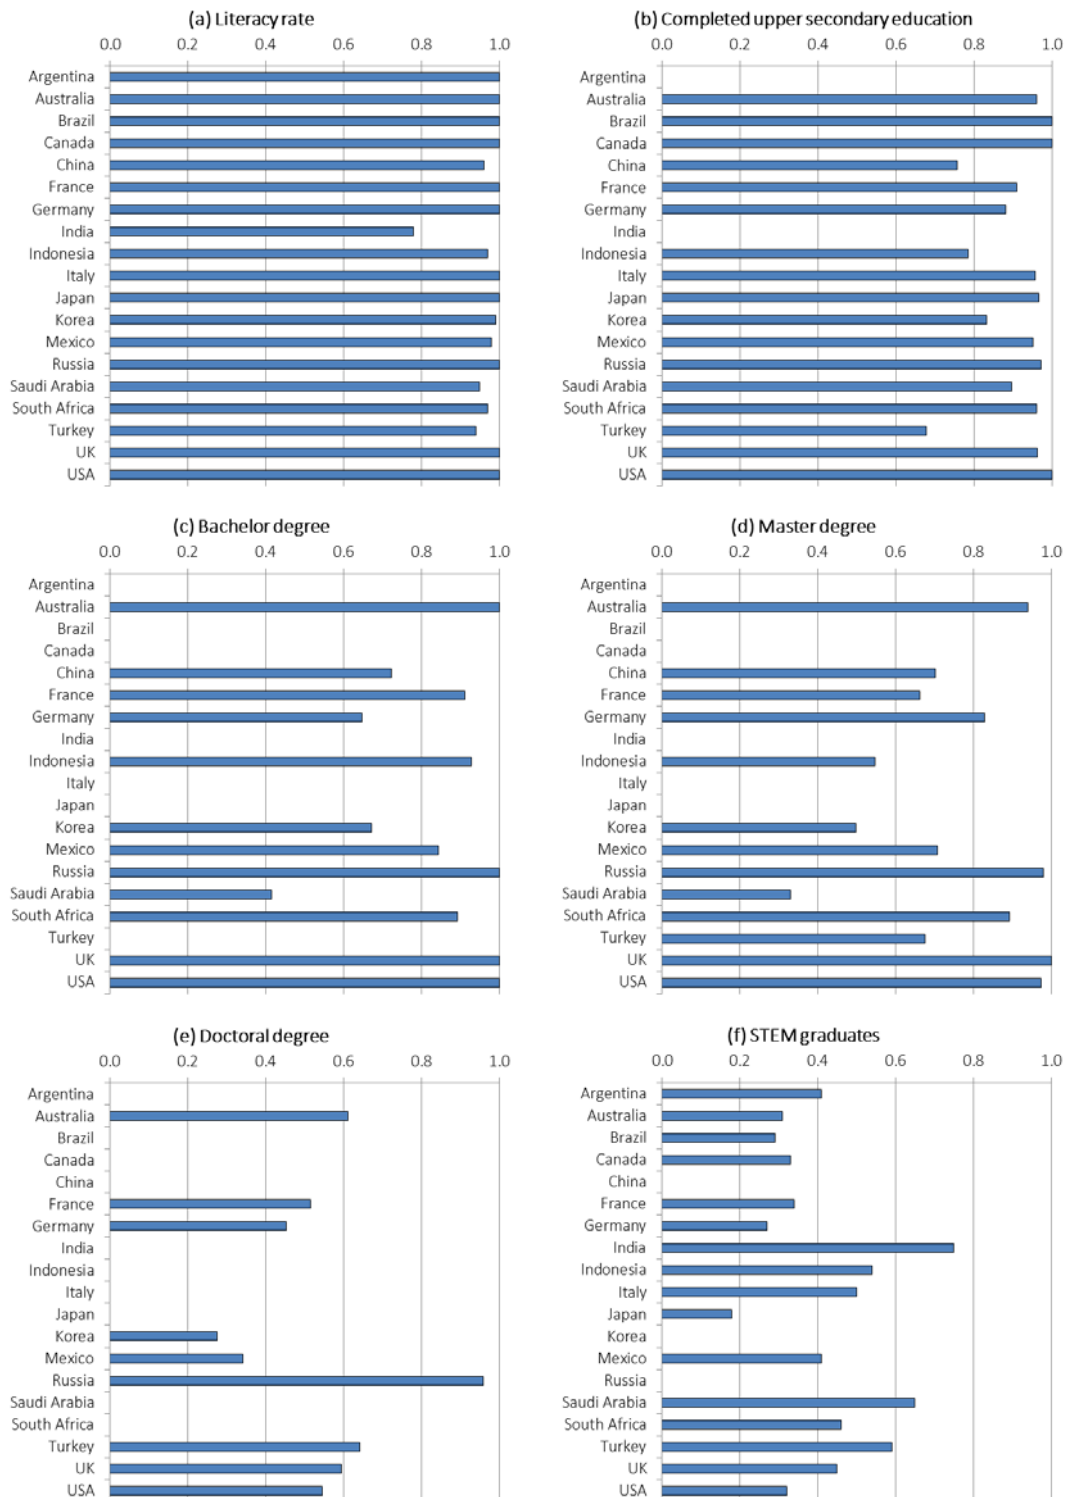 (a) Literacy rate
0.0 0.2 0.4 0.6 0.8 1.0
Argentina
Australia
Brazil
Canada
China
France
Germany
India
Indonesia
Italy
Japan
Korea
Mexico
Russia
Saudi Arabia
South Africa
Turkey
UK
USA
(b) Completed upper secondary education
0.0 0.2 0.4 0.6 0.8 1.0
Argentina
Australia
Brazil
Canada
China
France
Germany
India
Indonesia
Italy
Japan
Korea
Mexico
Russia
Saudi Arabia
South Africa
Turkey
UK
USA
(c) Bachelor degree
0.0 0.2 0.4 0.6 0.8 1.0
Argentina
Australia
Brazil
Canada
China
France
Germany
India
Indonesia
Italy
Japan
Korea
Mexico
Russia
Saudi Arabia
South Africa
Turkey
UK
USA
(d) Master degree
0.0 0.2 0.4 0.6 0.8 1.0
Argentina
Australia
Brazil
Canada
China
France
Germany
India
Indonesia
Italy
Japan
Korea
Mexico
Russia
Saudi Arabia
South Africa
Turkey
UK
USA
(e) Doctoral degree
0.0 0.2 0.4 0.6 0.8 1.0
Argentina
Australia
Brazil
Canada
China
France
Germany
India
Indonesia
Italy
Japan
Korea
Mexico
Russia
Saudi Arabia
South Africa
Turkey
UK
USA
(f) STEM graduates
0.0 0.2 0.4 0.6 0.8 1.0
Argentina
Australia
Brazil
Canada
China
France
Germany
India
Indonesia
Italy
Japan
Korea
Mexico
Russia
Saudi Arabia
South Africa
Turkey
UK
USA